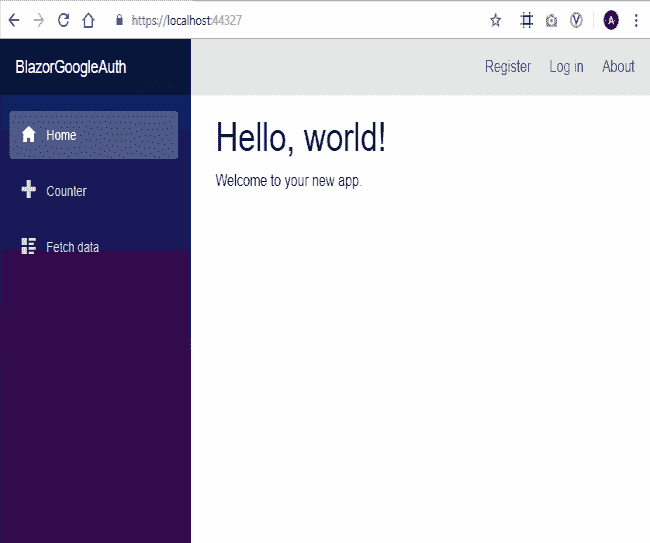 https://localhost:44327
A
BlazorGoogleAuth
Register Log in About
Home
Counter
Fetch data
Hello, world!
Welcome to your new app.